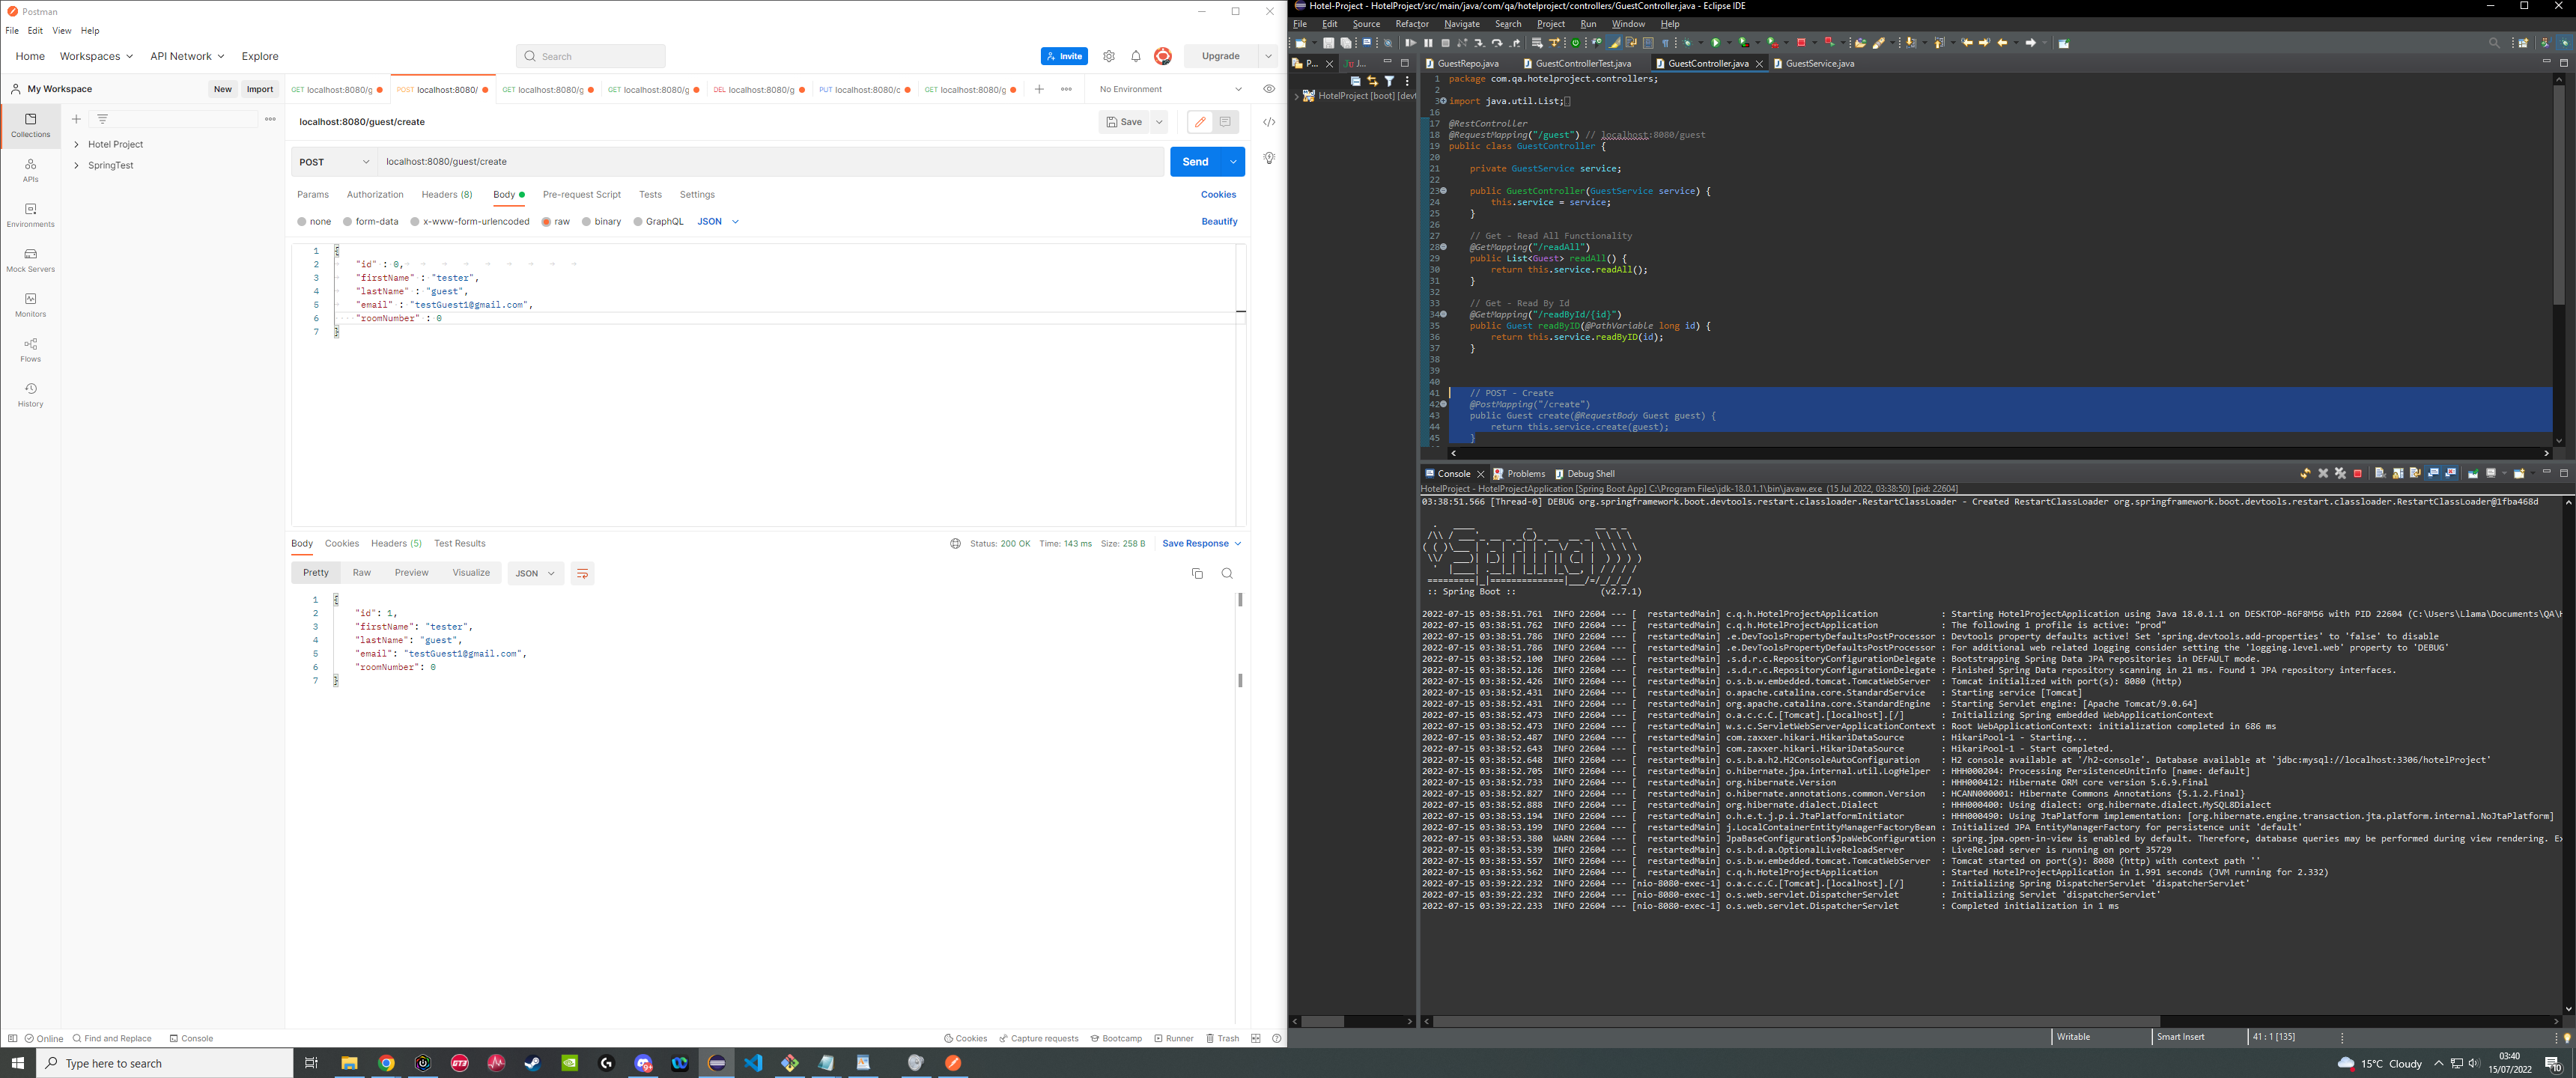 Postman
File Edit View Help
Home Workspaces API Network Explore
Search
Invite
Upgrade
My Workspace
New Import
GET localhost:8080/g
POST localhost:8080/
GET localhost:8080/g
GET localhost:8080/g
DEL localhost:8080/g
PUT localhost:8080/c
GET localhost:8080/g
No Environment
Collections
APIs
Environments
Mock Servers
Monitors
Flows
History
Hotel Project
SpringTest
localhost:8080/guest/create
Save
POST localhost:8080/guest/create
Send
Params Authorization Headers (8) Body Pre-request Script Tests Settings
Cookies
none form-data x-www-form-urlencoded raw binary GraphQL JSON
Beautify
1 {
2 "id" : 0,
3 "firstName" : "tester",
4 "lastName" : "guest",
5 "email" : "testGuest1@gmail.com",
6 "roomNumber" : 0
7 }
Body Cookies Headers (5) Test Results
Status: 200 OK Time: 143 ms Size: 258 B Save Response
Pretty Raw Preview Visualize JSON
1 {
2 "id": 1,
3 "firstName": "tester",
4 "lastName": "guest",
5 "email": "testGuest1@gmail.com",
6 "roomNumber": 0
7 }
Online Find and Replace Console
Cookies Capture requests Bootcamp Runner Trash
Hotel-Project - HotelProject/src/main/java/com/qa/hotelproject/controllers/GuestController.java - Eclipse IDE
File Edit Source Refactor Navigate Search Project Run Window Help
P... J...
HotelProject [boot] [devt
GuestRepo.java GuestControllerTest.java GuestController.java GuestService.java
1 package com.qa.hotelproject.controllers;
3 import java.util.List;
16
17 @RestController
18 @RequestMapping("/guest") // localhost:8080/guest
19 public class GuestController {
20
21 private GuestService service;
22
23 public GuestController(GuestService service) {
24 this.service = service;
25 }
26
27 // Get - Read All Functionality
28 @GetMapping("/readAll")
29 public List<Guest> readAll() {
30 return this.service.readAll();
31 }
32
33 // Get - Read By Id
34 @GetMapping("/readById/{id}")
35 public Guest readByID(@PathVariable long id) {
36 return this.service.readByID(id);
37 }
38
39
40
41 // POST - Create
42 @PostMapping("/create")
43 public Guest create(@RequestBody Guest guest) {
44 return this.service.create(guest);
45 }
Console Problems Debug Shell
HotelProject - HotelProjectApplication [Spring Boot App] C:\Program Files\jdk-18.0.1.1\bin\javaw.exe (15 Jul 2022, 03:38:50) [pid: 22604]
03:38:51.566 [Thread-0] DEBUG org.springframework.boot.devtools.restart.classloader.RestartClassLoader - Created RestartClassLoader org.springframework.boot.devtools.restart.classloader.RestartClassLoader@1fba468d
:: Spring Boot :: (v2.7.1)
2022-07-15 03:38:51.761 INFO 22604 --- [ restartedMain] c.q.h.HotelProjectApplication : Starting HotelProjectApplication using Java 18.0.1.1 on DESKTOP-R6F8M56 with PID 22604 (C:\Users\Llama\Documents\QA\H
2022-07-15 03:38:51.762 INFO 22604 --- [ restartedMain] c.q.h.HotelProjectApplication : The following 1 profile is active: "prod"
2022-07-15 03:38:51.786 INFO 22604 --- [ restartedMain] .e.DevToolsPropertyDefaultsPostProcessor : Devtools property defaults active! Set 'spring.devtools.add-properties' to 'false' to disable
2022-07-15 03:38:51.786 INFO 22604 --- [ restartedMain] .e.DevToolsPropertyDefaultsPostProcessor : For additional web related logging consider setting the 'logging.level.web' property to 'DEBUG'
2022-07-15 03:38:52.100 INFO 22604 --- [ restartedMain] .s.d.r.c.RepositoryConfigurationDelegate : Bootstrapping Spring Data JPA repositories in DEFAULT mode.
2022-07-15 03:38:52.126 INFO 22604 --- [ restartedMain] .s.d.r.c.RepositoryConfigurationDelegate : Finished Spring Data repository scanning in 21 ms. Found 1 JPA repository interfaces.
2022-07-15 03:38:52.426 INFO 22604 --- [ restartedMain] o.s.b.w.embedded.tomcat.TomcatWebServer : Tomcat initialized with port(s): 8080 (http)
2022-07-15 03:38:52.431 INFO 22604 --- [ restartedMain] o.apache.catalina.core.StandardService : Starting service [Tomcat]
2022-07-15 03:38:52.431 INFO 22604 --- [ restartedMain] org.apache.catalina.core.StandardEngine : Starting Servlet engine: [Apache Tomcat/9.0.64]
2022-07-15 03:38:52.473 INFO 22604 --- [ restartedMain] o.a.c.c.C.[Tomcat].[localhost].[/] : Initializing Spring embedded WebApplicationContext
2022-07-15 03:38:52.473 INFO 22604 --- [ restartedMain] w.s.c.ServletWebServerApplicationContext : Root WebApplicationContext: initialization completed in 686 ms
2022-07-15 03:38:52.487 INFO 22604 --- [ restartedMain] com.zaxxer.hikari.HikariDataSource : HikariPool-1 - Starting...
2022-07-15 03:38:52.643 INFO 22604 --- [ restartedMain] com.zaxxer.hikari.HikariDataSource : HikariPool-1 - Start completed.
2022-07-15 03:38:52.648 INFO 22604 --- [ restartedMain] o.s.b.a.h2.H2ConsoleAutoConfiguration : H2 console available at '/h2-console'. Database available at 'jdbc:mysql://localhost:3306/hotelProject'
2022-07-15 03:38:52.705 INFO 22604 --- [ restartedMain] o.hibernate.jpa.internal.util.LogHelper : HHH000204: Processing PersistenceUnitInfo [name: default]
2022-07-15 03:38:52.733 INFO 22604 --- [ restartedMain] org.hibernate.Version : HHH000412: Hibernate ORM core version 5.6.9.Final
2022-07-15 03:38:52.827 INFO 22604 --- [ restartedMain] o.hibernate.annotations.common.Version : HCANN000001: Hibernate Commons Annotations {5.1.2.Final}
2022-07-15 03:38:52.888 INFO 22604 --- [ restartedMain] org.hibernate.dialect.Dialect : HHH000400: Using dialect: org.hibernate.dialect.MySQL8Dialect
2022-07-15 03:38:53.194 INFO 22604 --- [ restartedMain] o.h.e.t.j.p.i.JtaPlatformInitiator : HHH000490: Using JtaPlatform implementation: [org.hibernate.engine.transaction.jta.platform.internal.NoJtaPlatform]
2022-07-15 03:38:53.199 INFO 22604 --- [ restartedMain] j.LocalContainerEntityManagerFactoryBean : Initialized JPA EntityManagerFactory for persistence unit 'default'
2022-07-15 03:38:53.380 WARN 22604 --- [ restartedMain] JpaBaseConfiguration$JpaWebConfiguration : spring.jpa.open-in-view is enabled by default. Therefore, database queries may be performed during view rendering. Ex
2022-07-15 03:38:53.539 INFO 22604 --- [ restartedMain] o.s.b.d.a.OptionalLiveReloadServer : LiveReload server is running on port 35729
2022-07-15 03:38:53.557 INFO 22604 --- [ restartedMain] o.s.b.w.embedded.tomcat.TomcatWebServer : Tomcat started on port(s): 8080 (http) with context path ''
2022-07-15 03:38:53.562 INFO 22604 --- [ restartedMain] c.q.h.HotelProjectApplication : Started HotelProjectApplication in 1.991 seconds (JVM running for 2.332)
2022-07-15 03:39:22.232 INFO 22604 --- [nio-8080-exec-1] o.a.c.c.C.[Tomcat].[localhost].[/] : Initializing Spring DispatcherServlet 'dispatcherServlet'
2022-07-15 03:39:22.232 INFO 22604 --- [nio-8080-exec-1] o.s.web.servlet.DispatcherServlet : Initializing Servlet 'dispatcherServlet'
2022-07-15 03:39:22.233 INFO 22604 --- [nio-8080-exec-1] o.s.web.servlet.DispatcherServlet : Completed initialization in 1 ms
Writable Smart Insert 41 : 1 [135]
Type here to search
15°C Cloudy
03:40
15/07/2022